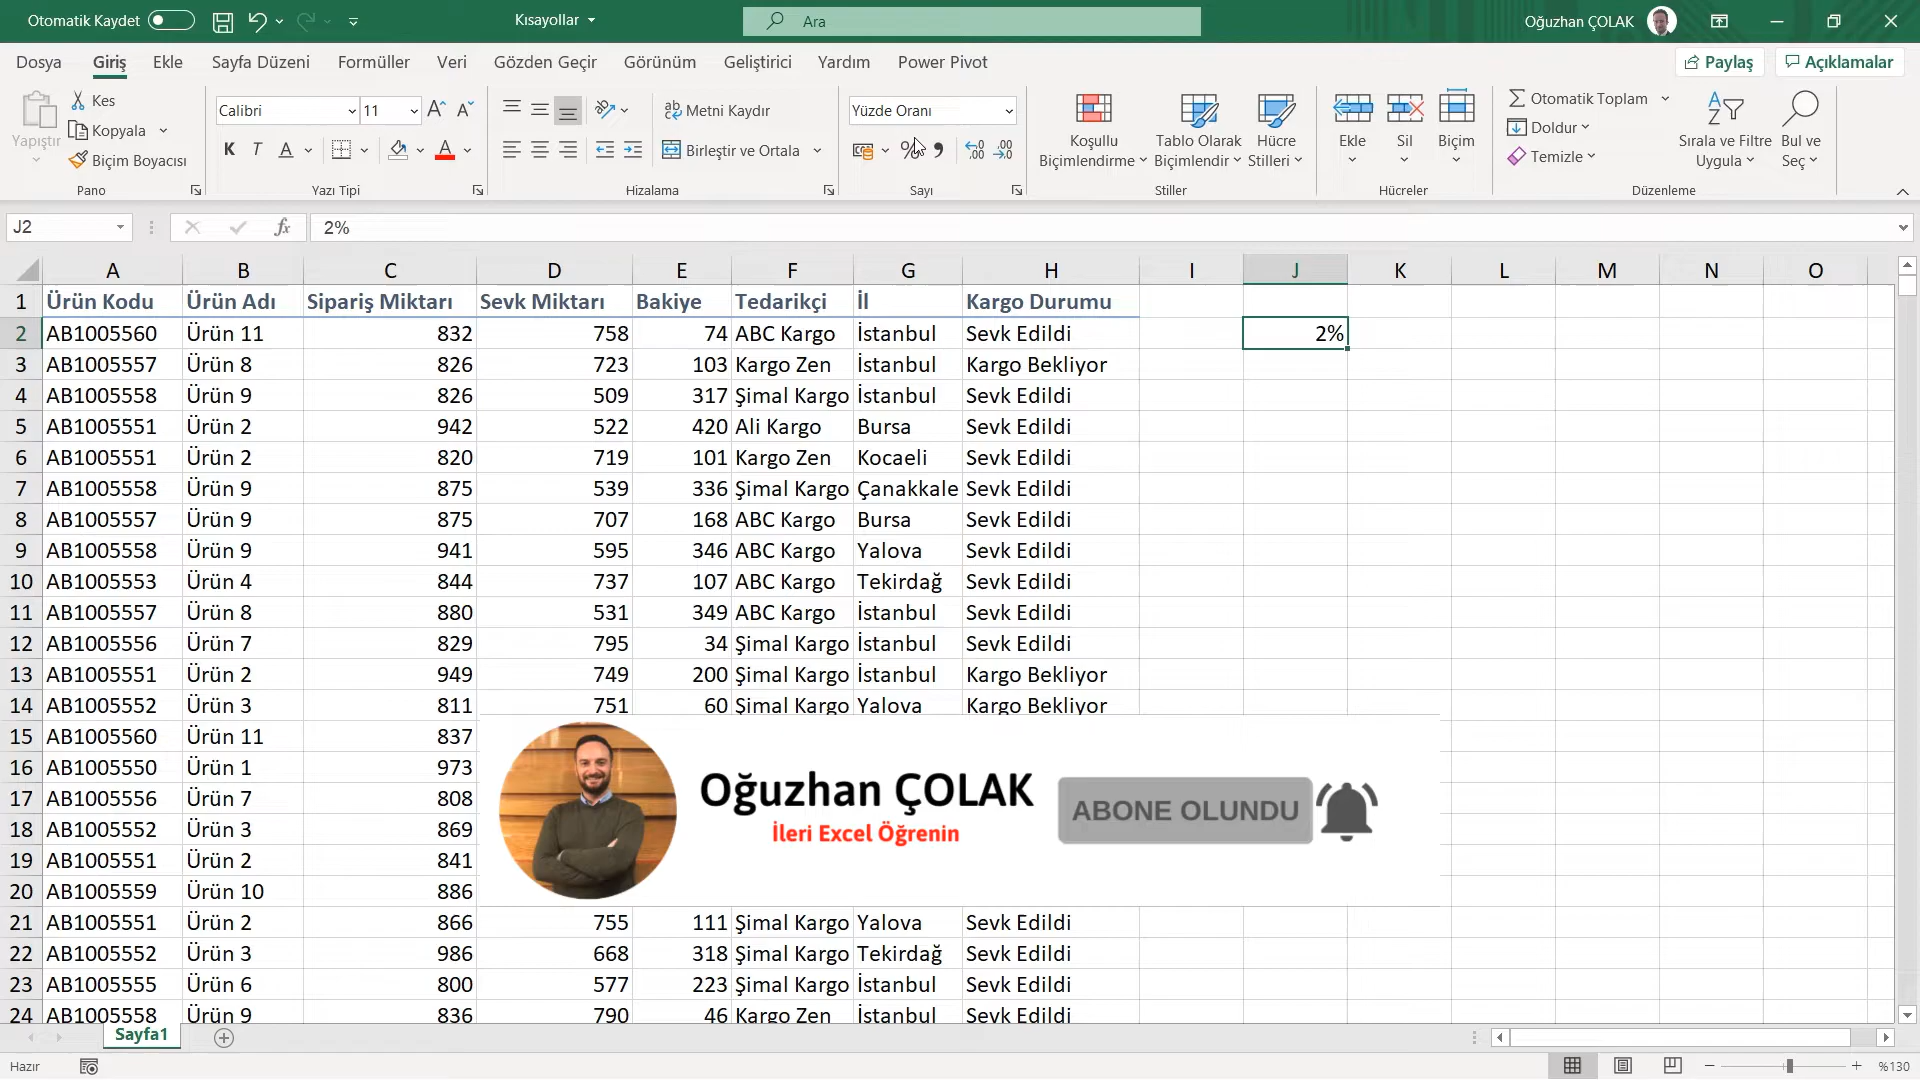 Otomatik Kaydet
Kısayollar
Ara
Oğuzhan ÇOLAK
Dosya Giriş Ekle Sayfa Düzeni Formüller Veri Gözden Geçir Görünüm Geliştirici Yardım Power Pivot
Paylaş Açıklamalar
Yapıştır
Kes
Kopyala
Biçim Boyacısı
Pano
Calibri 11
K T A A
Yazı Tipi
Metni Kaydır
Birleştir ve Ortala
Hizalama
Yüzde Oranı
Sayı
Koşullu Biçimlendirme
Tablo Olarak Biçimlendir
Hücre Stilleri
Stiller
Ekle Sil Biçim
Hücreler
Otomatik Toplam
Doldur
Temizle
Sırala ve Filtre Uygula
Bul ve Seç
Düzenleme
J2 fx 2%
A B C D E F G H I J K L M N O
1 Ürün Kodu Ürün Adı Sipariş Miktarı Sevk Miktarı Bakiye Tedarikçi İl Kargo Durumu
2 AB1005560 Ürün 11 832 758 74 ABC Kargo İstanbul Sevk Edildi 2%
3 AB1005557 Ürün 8 826 723 103 Kargo Zen İstanbul Kargo Bekliyor
4 AB1005558 Ürün 9 826 509 317 Şimal Kargo İstanbul Sevk Edildi
5 AB1005551 Ürün 2 942 522 420 Ali Kargo Bursa Sevk Edildi
6 AB1005551 Ürün 2 820 719 101 Kargo Zen Kocaeli Sevk Edildi
7 AB1005558 Ürün 9 875 539 336 Şimal Kargo Çanakkale Sevk Edildi
8 AB1005557 Ürün 9 875 707 168 ABC Kargo Bursa Sevk Edildi
9 AB1005558 Ürün 9 941 595 346 ABC Kargo Yalova Sevk Edildi
10 AB1005553 Ürün 4 844 737 107 ABC Kargo Tekirdağ Sevk Edildi
11 AB1005557 Ürün 8 880 531 349 ABC Kargo İstanbul Sevk Edildi
12 AB1005556 Ürün 7 829 795 34 Şimal Kargo İstanbul Sevk Edildi
13 AB1005551 Ürün 2 949 749 200 Şimal Kargo İstanbul Kargo Bekliyor
14 AB1005552 Ürün 3 811 751 60 Şimal Kargo Yalova Kargo Bekliyor
15 AB1005560 Ürün 11 837
16 AB1005550 Ürün 1 973
17 AB1005556 Ürün 7 808
18 AB1005552 Ürün 3 869
19 AB1005551 Ürün 2 841
20 AB1005559 Ürün 10 886
Oğuzhan ÇOLAK
İleri Excel Öğrenin
ABONE OLUNDU
21 AB1005551 Ürün 2 866 755 111 Şimal Kargo Yalova Sevk Edildi
22 AB1005552 Ürün 3 986 668 318 Şimal Kargo Tekirdağ Sevk Edildi
23 AB1005555 Ürün 6 800 577 223 Şimal Kargo İstanbul Sevk Edildi
24 AB1005558 Ürün 9 836 790 46 Kargo Zen İstanbul Sevk Edildi
Sayfa1
Hazır
%130